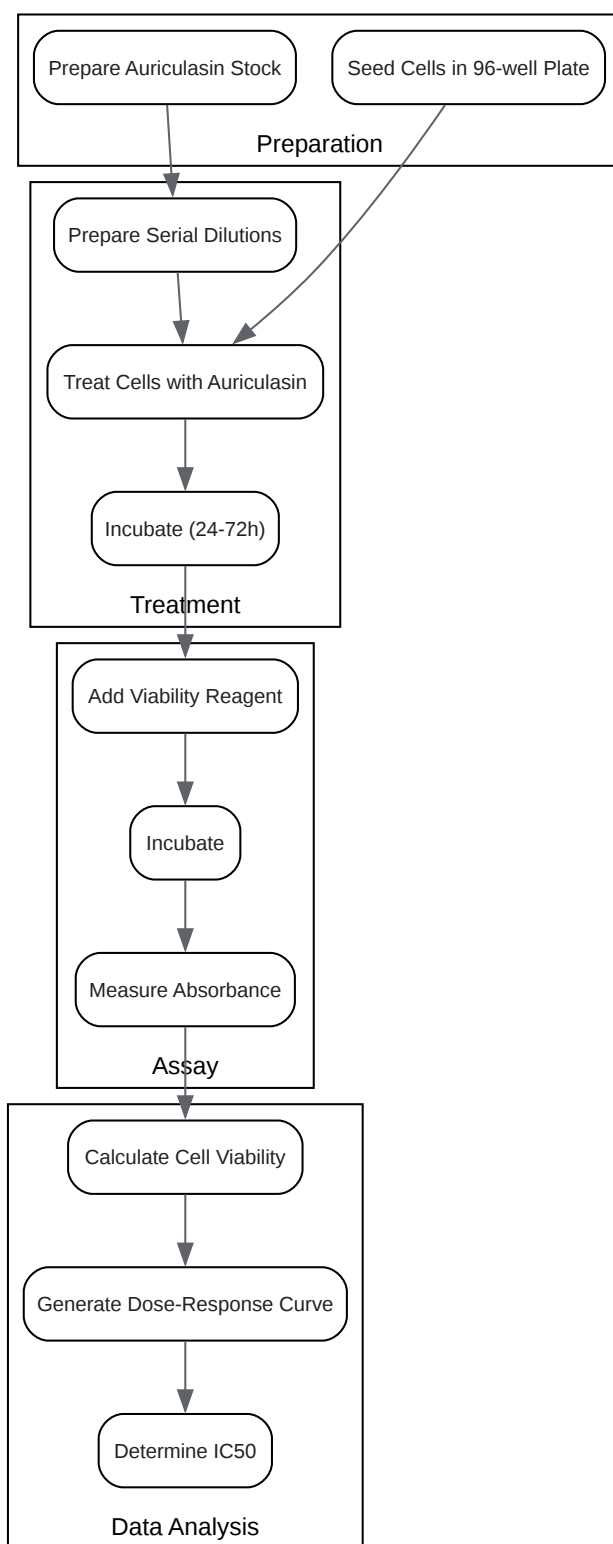 Prepare Auriculasin Stock
Seed Cells in 96-well Plate
Preparation
Prepare Serial Dilutions
Treat Cells with Auriculasin
Incubate (24-72h)
Treatment
Add Viability Reagent
Incubate
Measure Absorbance
Assay
Calculate Cell Viability
Generate Dose-Response Curve
Determine IC50
Data Analysis